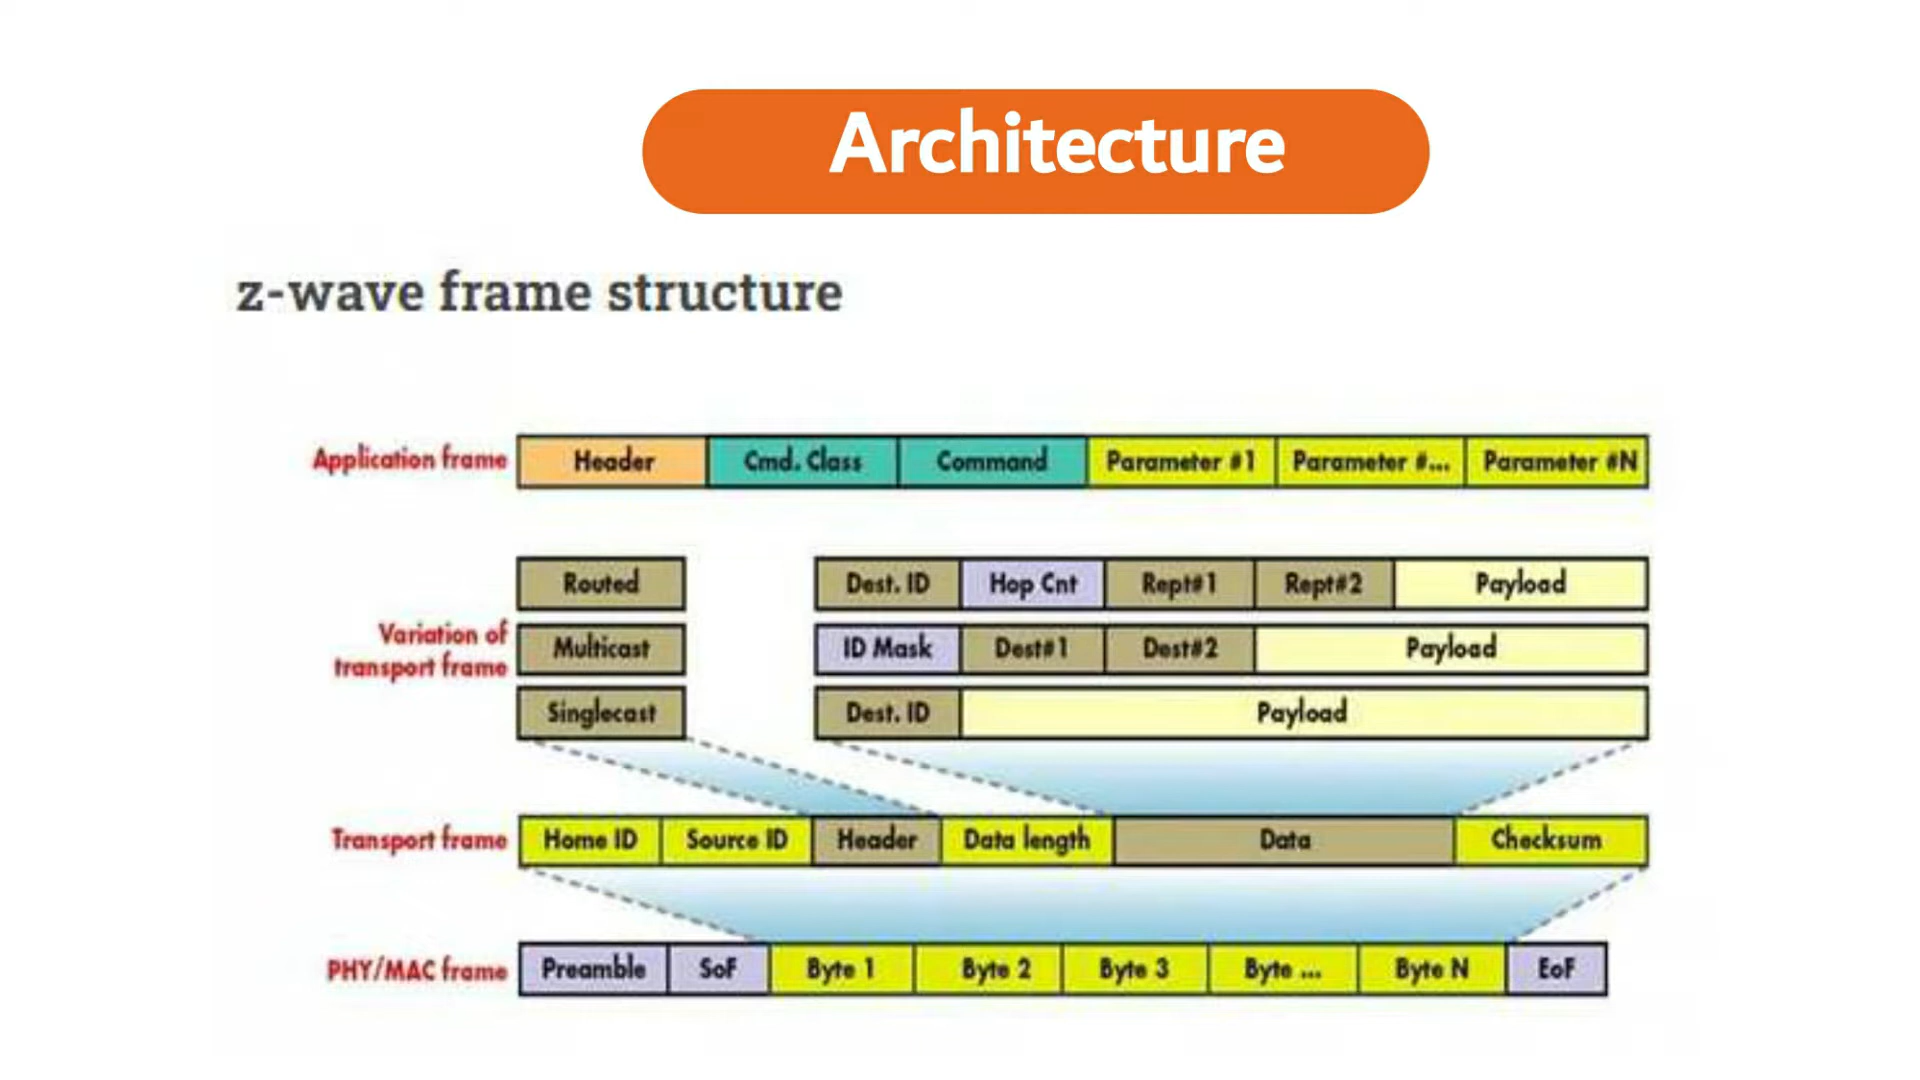 Architecture
z-wave frame structure
Application frame Header Cmd. Class Command Parameter #1 Parameter #... Parameter #N
Routed Dest. ID Hop Cnt Rept#1 Rept#2 Payload
Variation of
transport frame
Multicast ID Mask Dest#1 Dest#2 Payload
Singlecast Dest. ID Payload
Transport frame Home ID Source ID Header Data length Data Checksum
PHY/MAC frame Preamble SoF Byte 1 Byte 2 Byte 3 Byte ... Byte N EoF